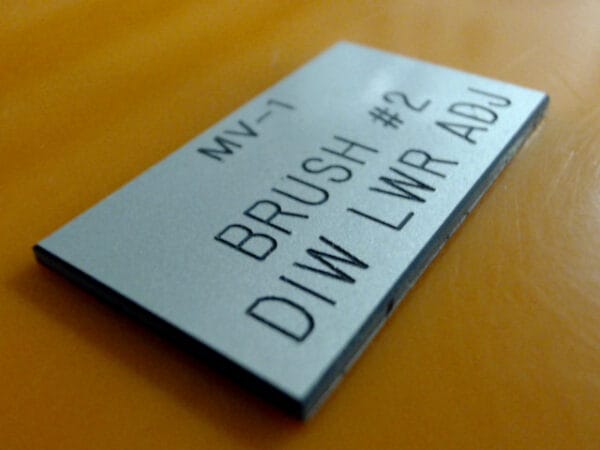 MV-1
BRUSH #2
DIW LWR ADJ